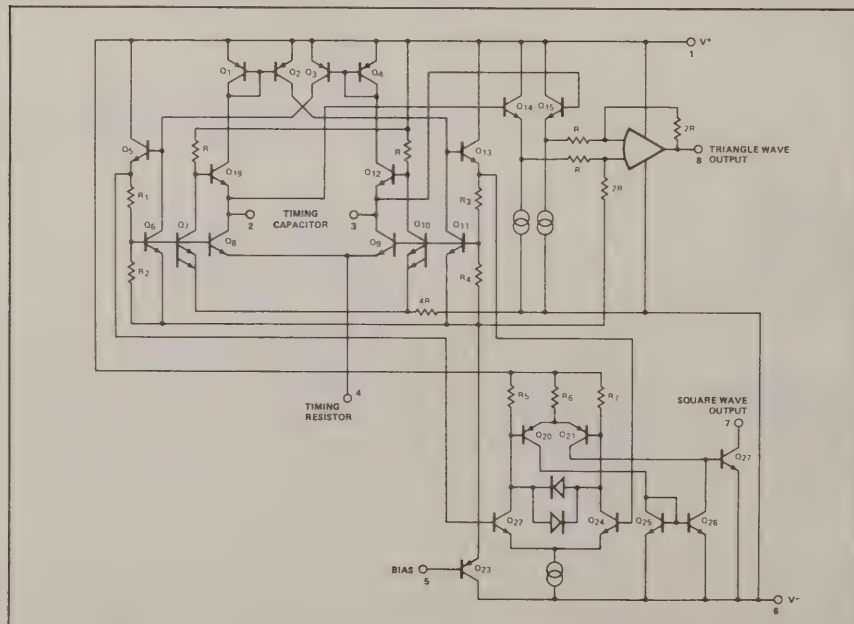 V+
1
Q1
Q2
Q3
Q4
Q14
Q15
R
2R
R
TRIANGLE WAVE
OUTPUT
8
2R
Q5
R
R
Q13
Q19
Q12
R1
R3
2
TIMING
CAPACITOR
3
Q6
Q7
Q8
Q9
Q10
Q11
R2
R4
4R
4
TIMING
RESISTOR
R5
R6
R7
SQUARE WAVE
OUTPUT
7
Q20
Q21
Q27
Q22
Q24
Q25
Q26
BIAS
5
Q23
V-
6